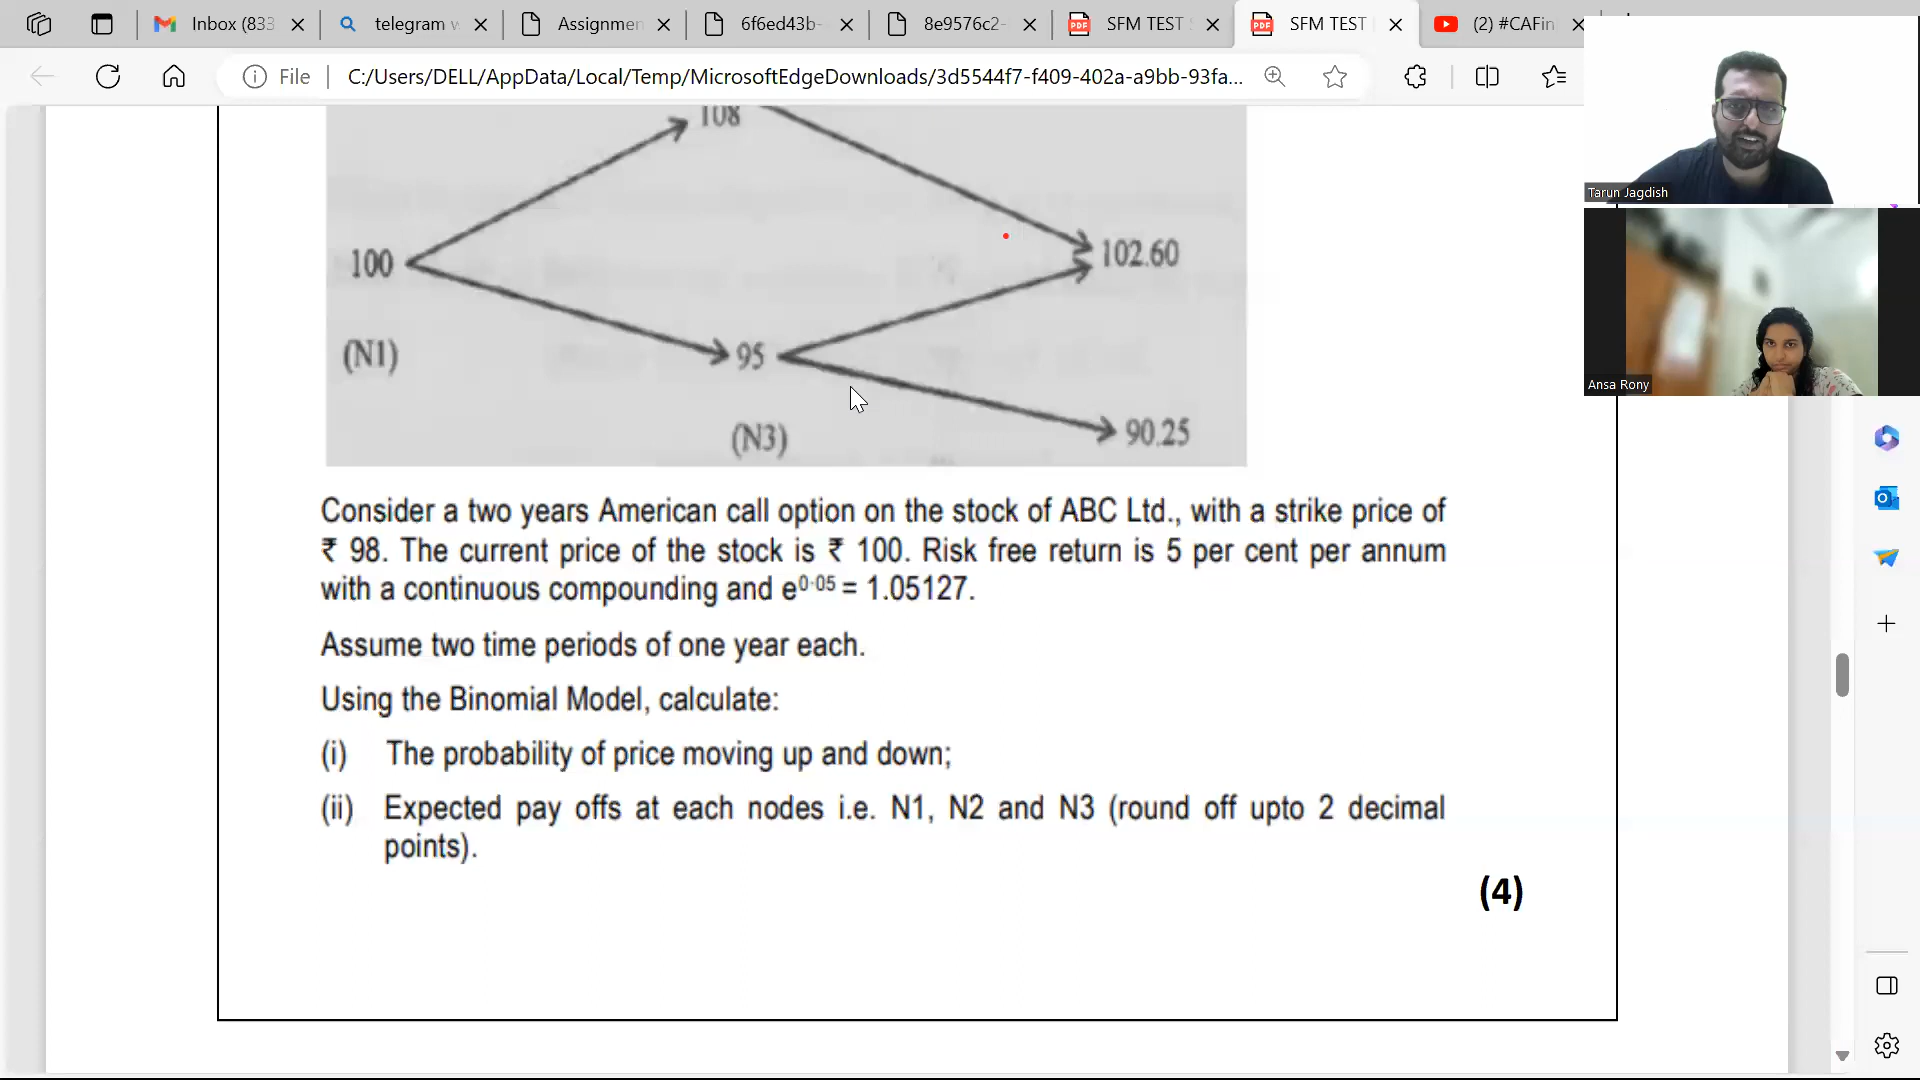 Inbox (833
telegram w
Assignmen
6f6ed43b-
8e9576c2-
SFM TEST
SFM TEST
(2) #CAFin
File
C:/Users/DELL/AppData/Local/Temp/MicrosoftEdgeDownloads/3d5544f7-f409-402a-a9bb-93fa...
Tarun Jagdish
Ansa Rony
108
102.60
100
(N1)
95
(N3)
90.25
Consider a two years American call option on the stock of ABC Ltd., with a strike price of
₹ 98. The current price of the stock is ₹ 100. Risk free return is 5 per cent per annum
with a continuous compounding and e⁰·⁰⁵ = 1.05127.
Assume two time periods of one year each.
Using the Binomial Model, calculate:
(i) The probability of price moving up and down;
(ii) Expected pay offs at each nodes i.e. N1, N2 and N3 (round off upto 2 decimal
points).
(4)